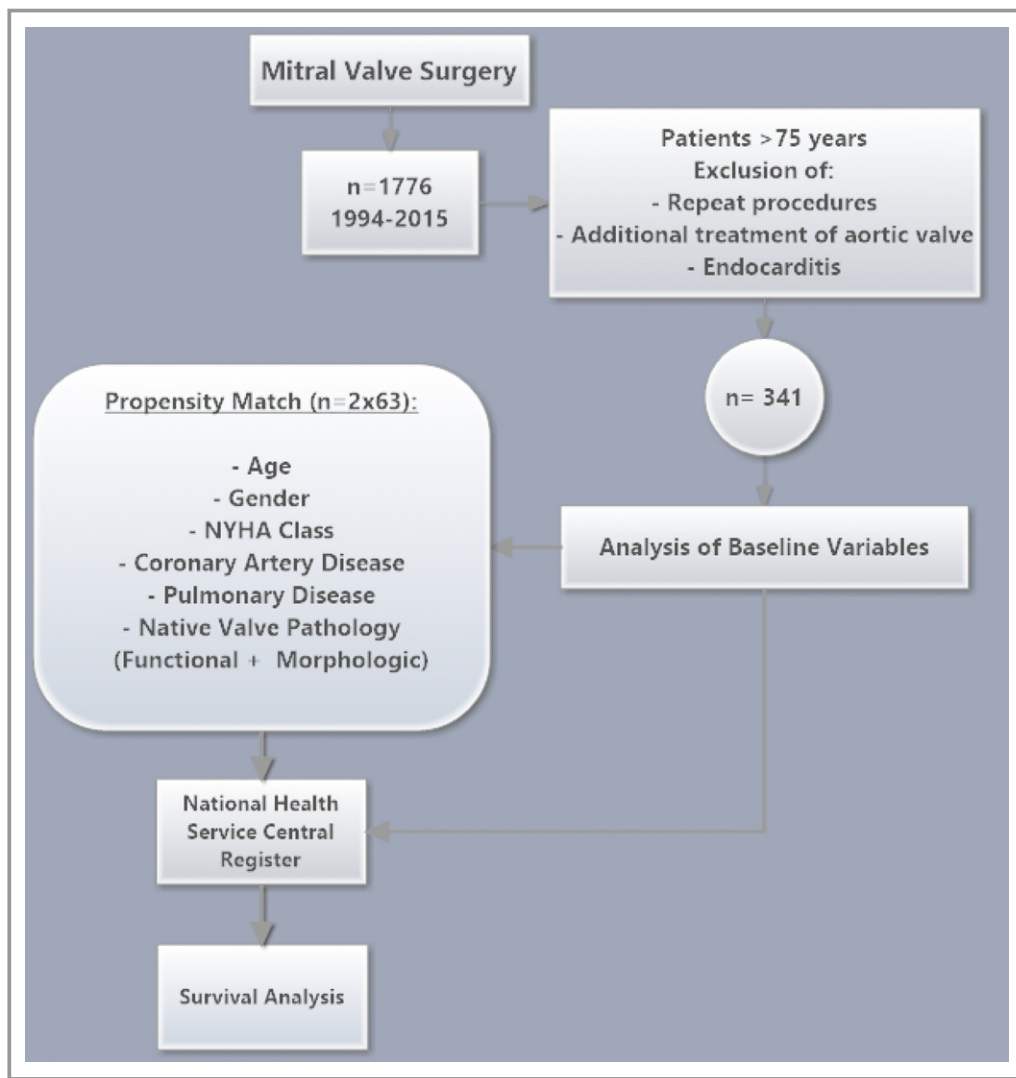 Mitral Valve Surgery
n=1776
1994-2015
Patients >75 years
Exclusion of:
- Repeat procedures
- Additional treatment of aortic valve
- Endocarditis
n= 341
Analysis of Baseline Variables
Propensity Match (n=2x63):
- Age
- Gender
- NYHA Class
- Coronary Artery Disease
- Pulmonary Disease
- Native Valve Pathology
(Functional + Morphologic)
National Health
Service Central
Register
Survival Analysis